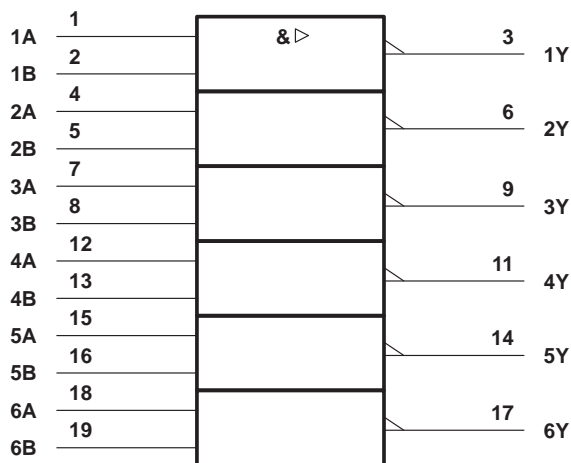 1A 1 & ▷ 3 1Y
1B 2
2A 4 6 2Y
2B 5
3A 7 9 3Y
3B 8
4A 12 11 4Y
4B 13
5A 15 14 5Y
5B 16
6A 18 17 6Y
6B 19